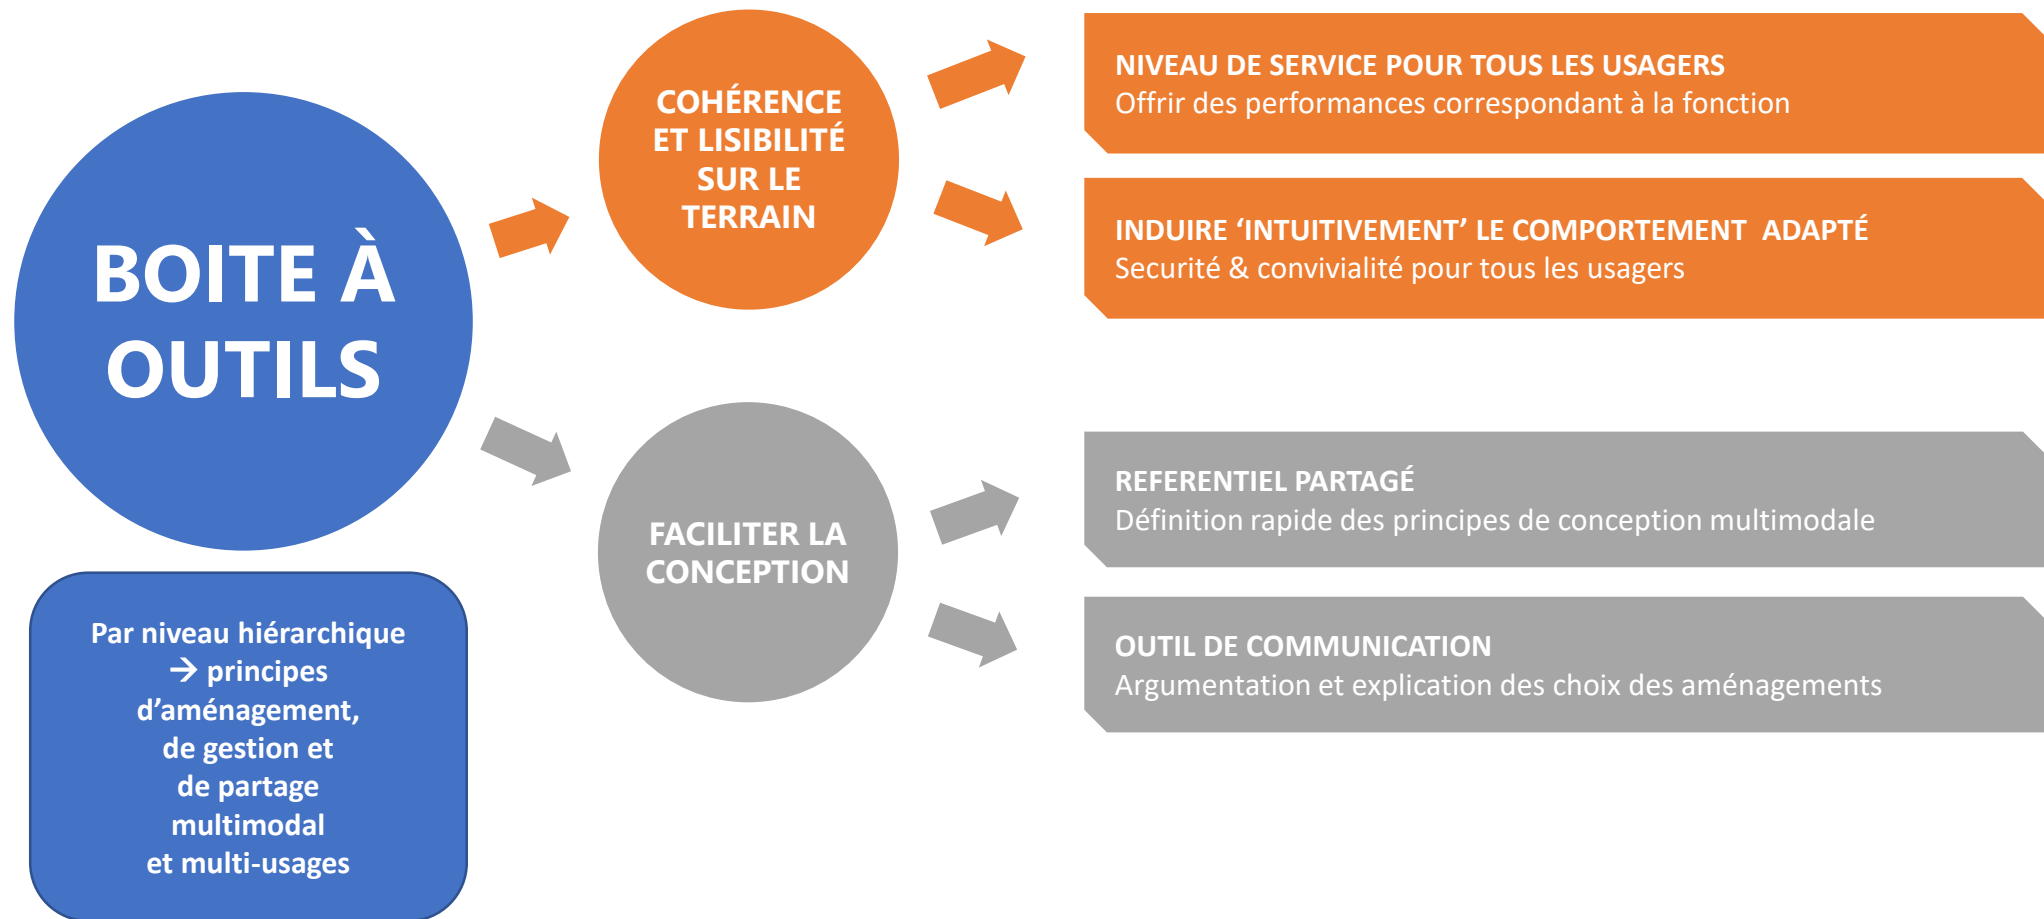 BOITE À
OUTILS
Par niveau hiérarchique
→ principes
d’aménagement,
de gestion et
de partage
multimodal
et multi-usages
COHÉRENCE
ET LISIBILITÉ
SUR LE
TERRAIN
NIVEAU DE SERVICE POUR TOUS LES USAGERS
Offrir des performances correspondant à la fonction
INDUIRE ‘INTUITIVEMENT’ LE COMPORTEMENT  ADAPTÉ
Securité & convivialité pour tous les usagers
FACILITER LA
CONCEPTION
REFERENTIEL PARTAGÉ
Définition rapide des principes de conception multimodale
OUTIL DE COMMUNICATION
Argumentation et explication des choix des aménagements